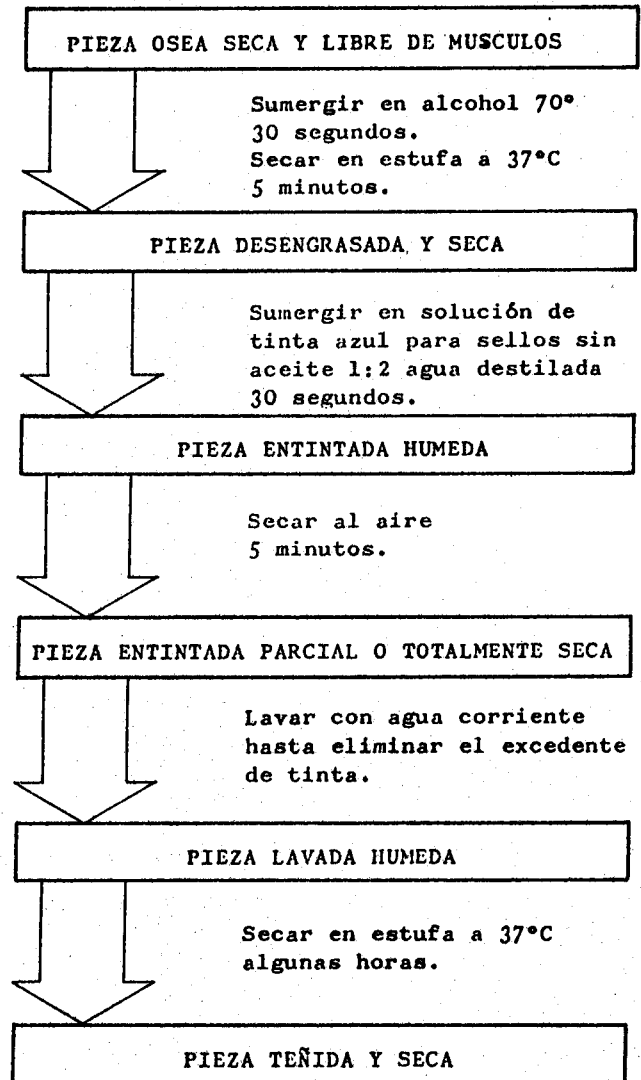 PIEZA OSEA SECA Y LIBRE DE MUSCULOS
Sumergir en alcohol 70°
30 segundos.
Secar en estufa a 37°C
5 minutos.
PIEZA DESENGRASADA Y SECA
Sumergir en solución de
tinta azul para sellos sin
aceite 1:2 agua destilada
30 segundos.
PIEZA ENTINTADA HUMEDA
Secar al aire
5 minutos.
PIEZA ENTINTADA PARCIAL O TOTALMENTE SECA
Lavar con agua corriente
hasta eliminar el excedente
de tinta.
PIEZA LAVADA HUMEDA
Secar en estufa a 37°C
algunas horas.
PIEZA TEÑIDA Y SECA